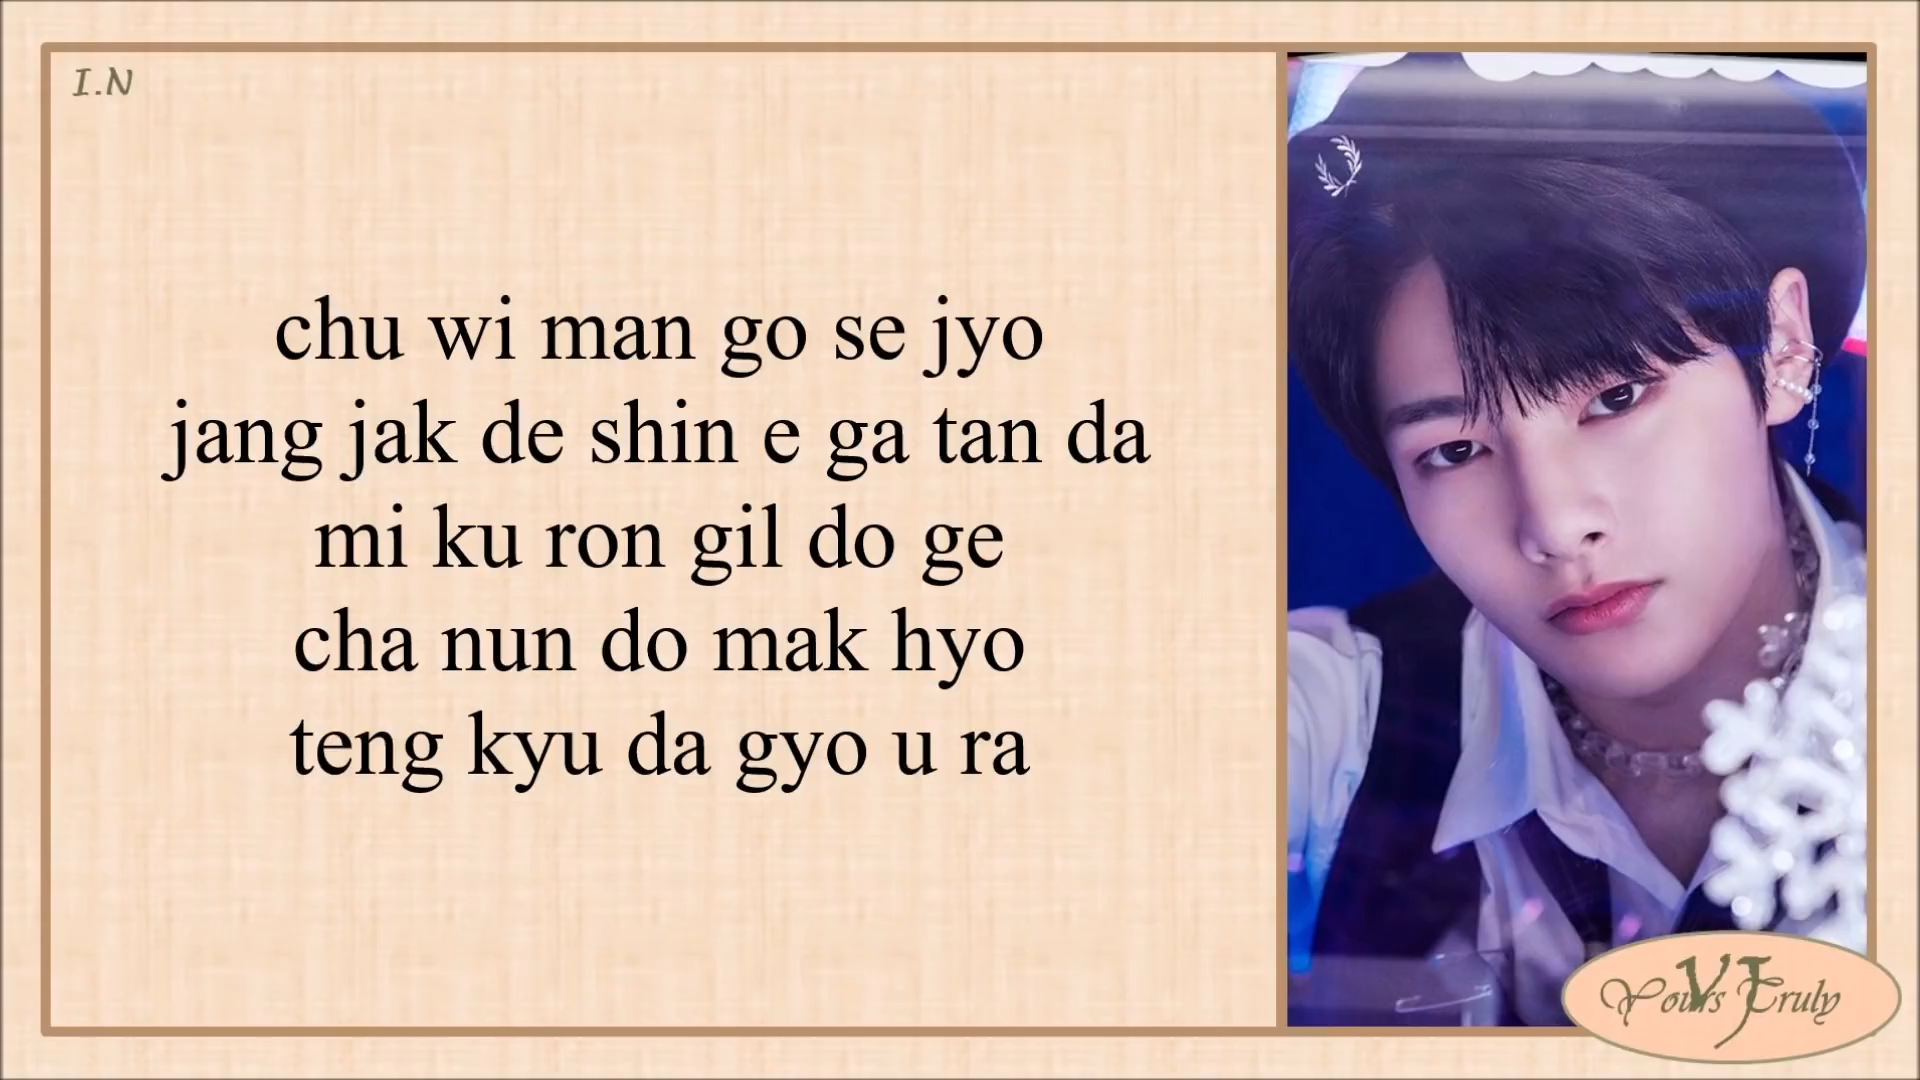 I.N
chu wi man go se jyo
jang jak de shin e ga tan da
mi ku ron gil do ge
cha nun do mak hyo
teng kyu da gyo u ra
VJ
Yours Truly